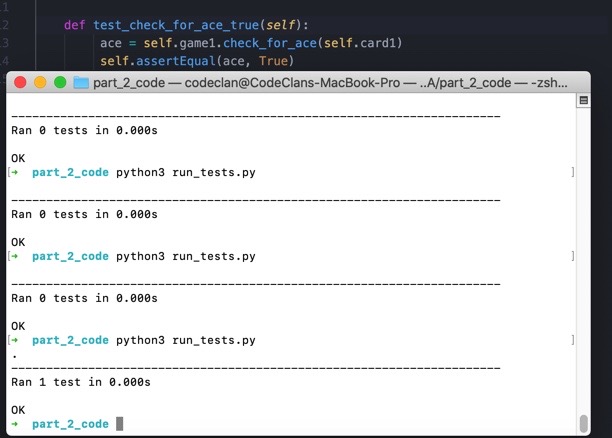 def test_check_for_ace_true(self):
3 ace = self.game1.check_for_ace(self.card1)
4 self.assertEqual(ace, True)
part_2_code — codeclan@CodeClans-MacBook-Pro — ..A/part_2_code — -zsh...
----------------------------------------------------------------------
Ran 0 tests in 0.000s
OK
[➜ part_2_code python3 run_tests.py ]
----------------------------------------------------------------------
Ran 0 tests in 0.000s
OK
[➜ part_2_code python3 run_tests.py ]
----------------------------------------------------------------------
Ran 0 tests in 0.000s
OK
[➜ part_2_code python3 run_tests.py ]
.
----------------------------------------------------------------------
Ran 1 test in 0.000s
OK
➜ part_2_code